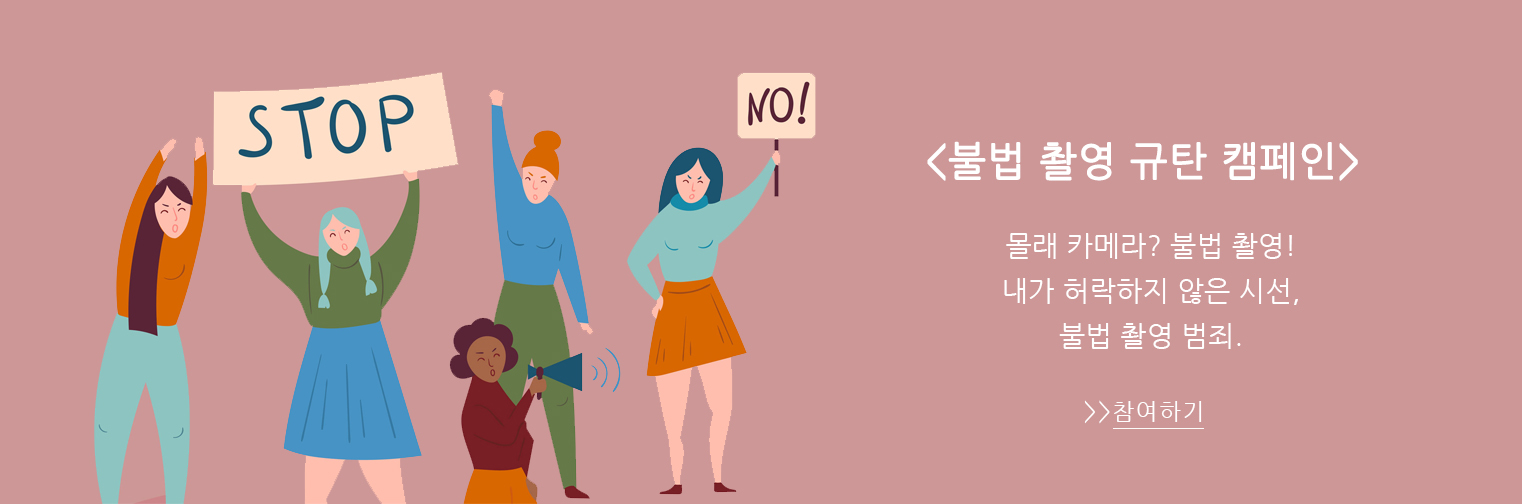 STOP
NO!
<불법 촬영 규탄 캠페인>
몰래 카메라? 불법 촬영!
내가 허락하지 않은 시선,
불법 촬영 범죄.
>>참여하기